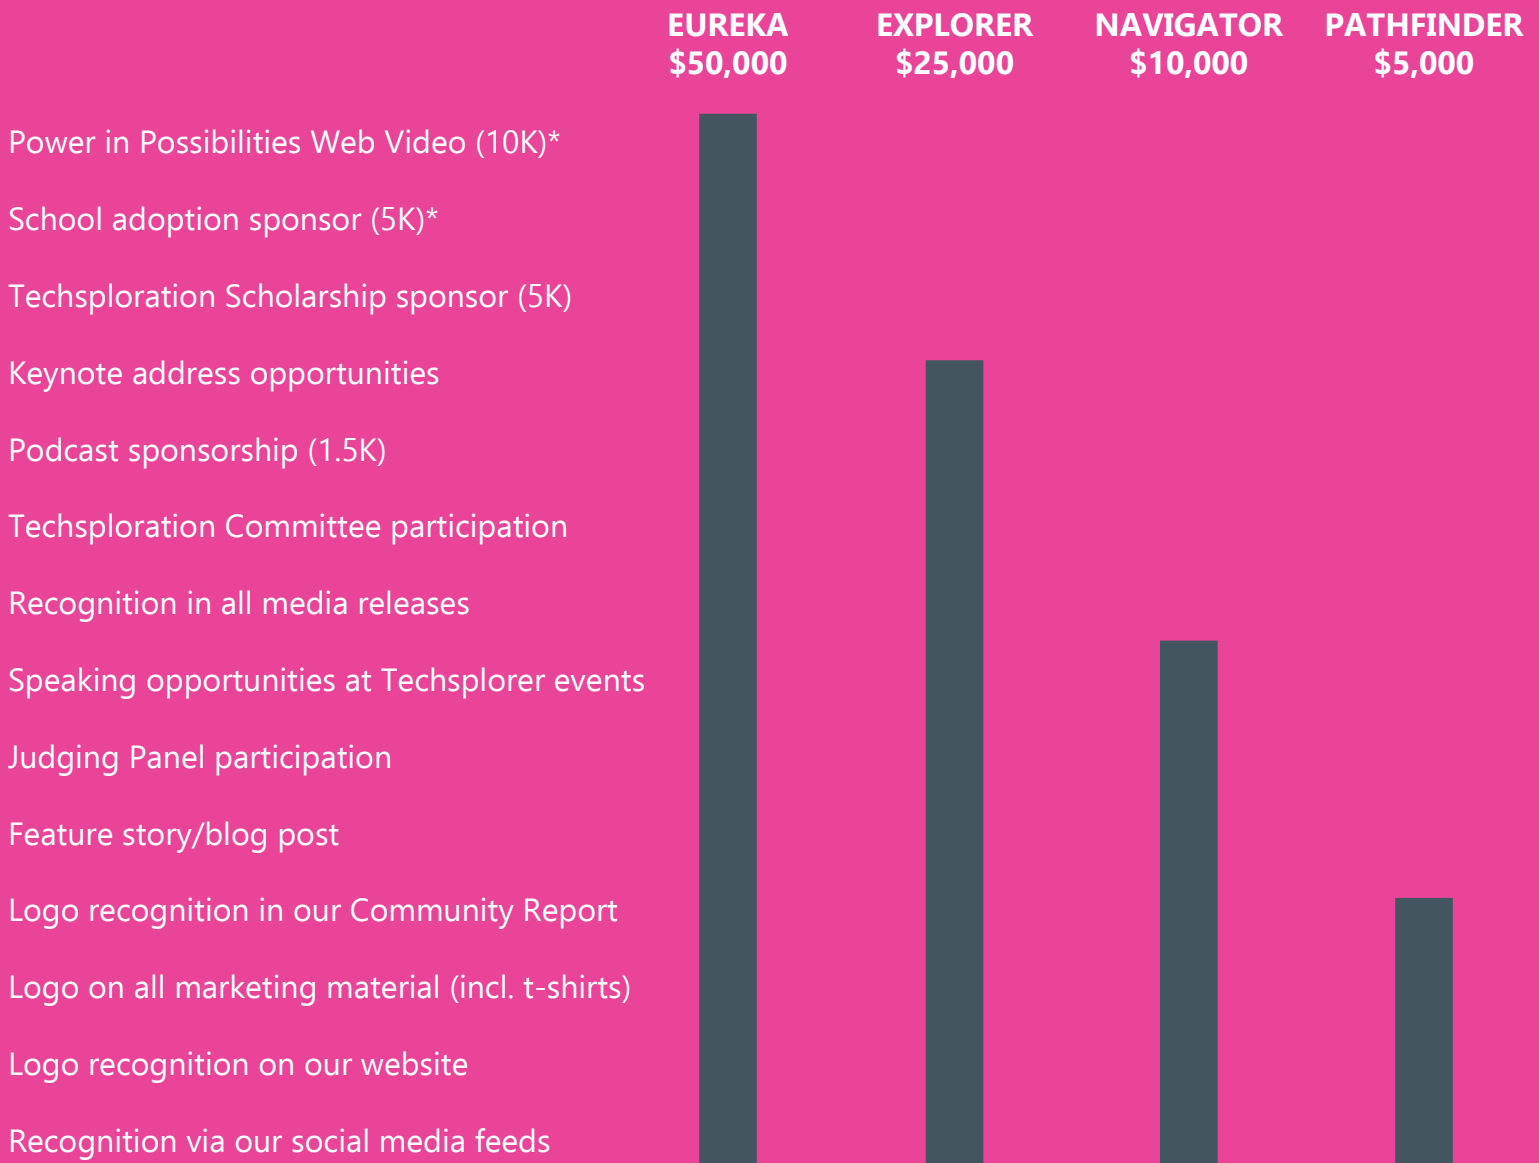 EUREKA EXPLORER NAVIGATOR PATHFINDER
$50,000 $25,000 $10,000 $5,000
Power in Possibilities Web Video (10K)*
School adoption sponsor (5K)*
Techsploration Scholarship sponsor (5K)
Keynote address opportunities
Podcast sponsorship (1.5K)
Techsploration Committee participation
Recognition in all media releases
Speaking opportunities at Techsplorer events
Judging Panel participation
Feature story/blog post
Logo recognition in our Community Report
Logo on all marketing material (incl. t-shirts)
Logo recognition on our website
Recognition via our social media feeds